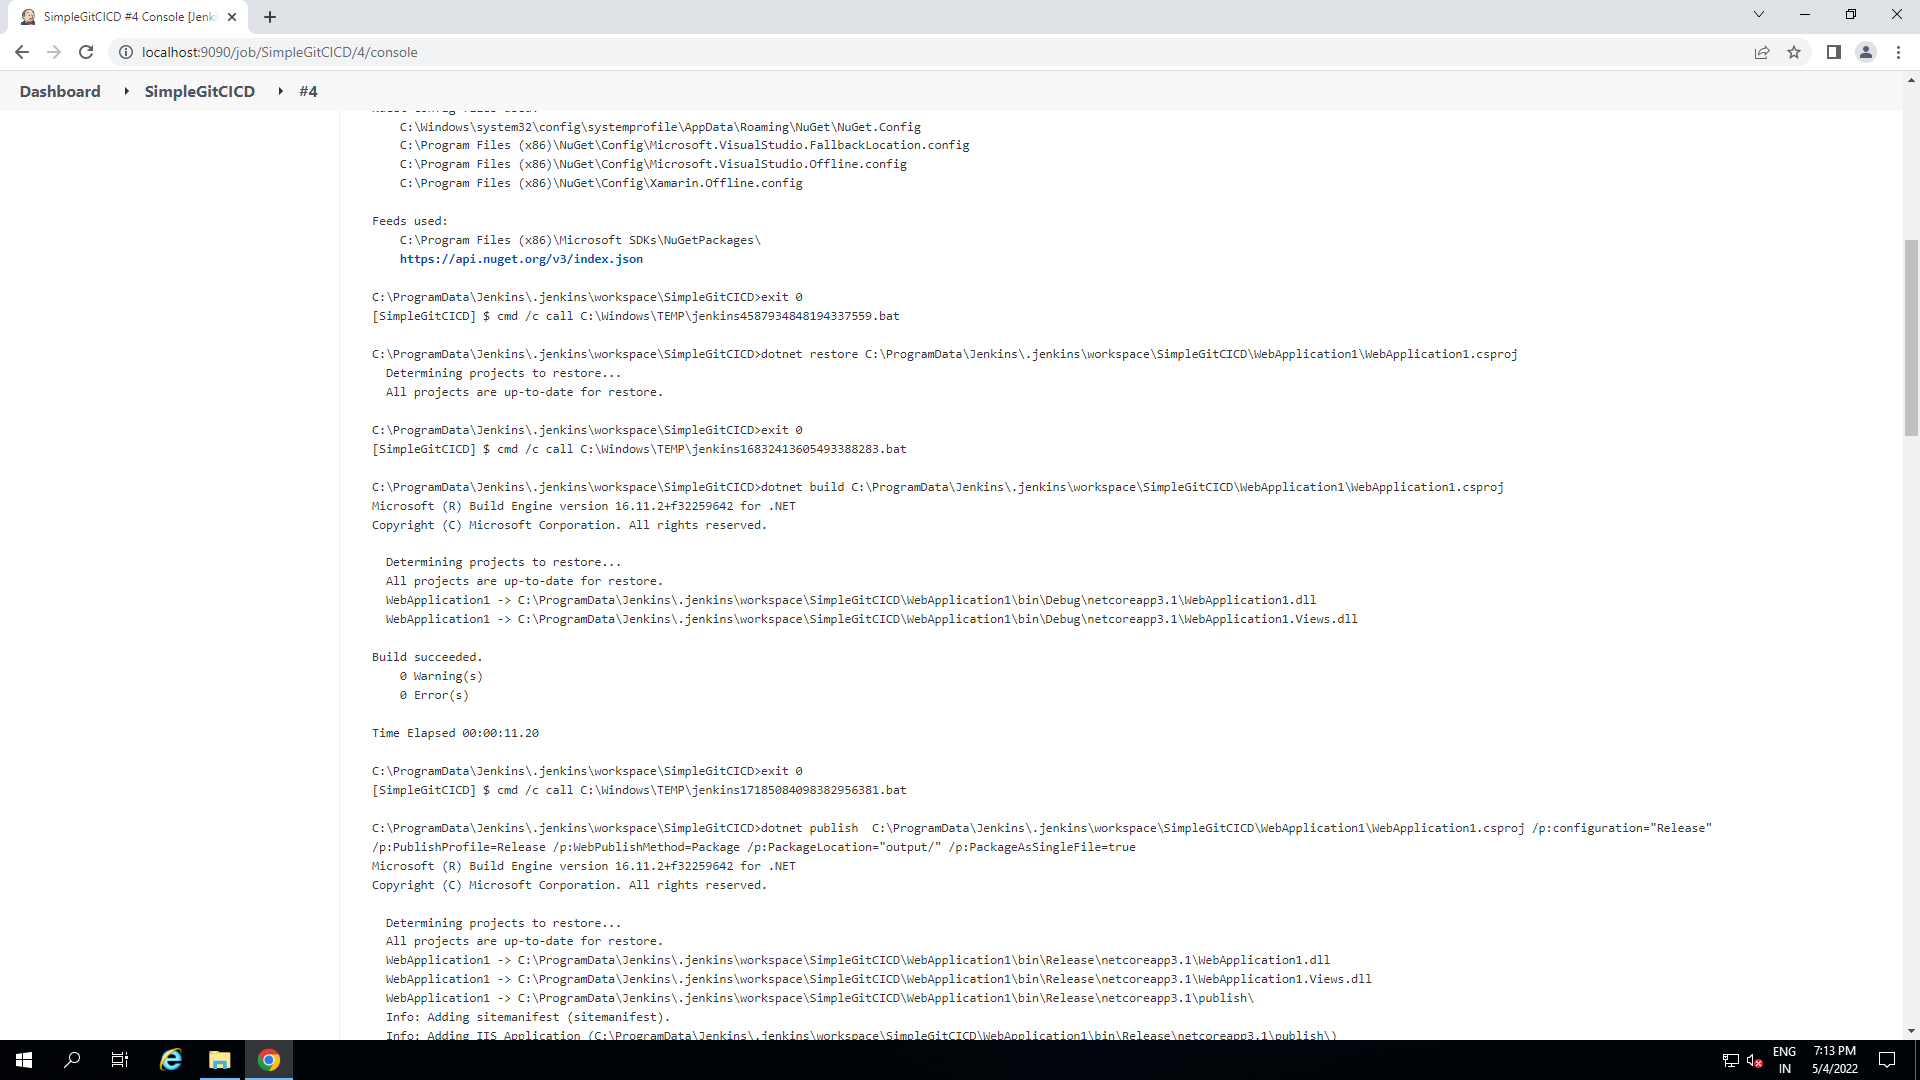 SimpleGitCICD #4 Console [Jenki
localhost:9090/job/SimpleGitCICD/4/console
Dashboard
SimpleGitCICD
#4
C:\Windows\system32\config\systemprofile\AppData\Roaming\NuGet\NuGet.Config
C:\Program Files (x86)\NuGet\Config\Microsoft.VisualStudio.FallbackLocation.config
C:\Program Files (x86)\NuGet\Config\Microsoft.VisualStudio.Offline.config
C:\Program Files (x86)\NuGet\Config\Xamarin.Offline.config
Feeds used:
C:\Program Files (x86)\Microsoft SDKs\NuGetPackages\
https://api.nuget.org/v3/index.json
C:\ProgramData\Jenkins\.jenkins\workspace\SimpleGitCICD>exit 0
[SimpleGitCICD] $ cmd /c call C:\Windows\TEMP\jenkins4587934848194337559.bat
C:\ProgramData\Jenkins\.jenkins\workspace\SimpleGitCICD>dotnet restore C:\ProgramData\Jenkins\.jenkins\workspace\SimpleGitCICD\WebApplication1\WebApplication1.csproj
Determining projects to restore...
All projects are up-to-date for restore.
C:\ProgramData\Jenkins\.jenkins\workspace\SimpleGitCICD>exit 0
[SimpleGitCICD] $ cmd /c call C:\Windows\TEMP\jenkins16832413605493388283.bat
C:\ProgramData\Jenkins\.jenkins\workspace\SimpleGitCICD>dotnet build C:\ProgramData\Jenkins\.jenkins\workspace\SimpleGitCICD\WebApplication1\WebApplication1.csproj
Microsoft (R) Build Engine version 16.11.2+f32259642 for .NET
Copyright (C) Microsoft Corporation. All rights reserved.
Determining projects to restore...
All projects are up-to-date for restore.
WebApplication1 -> C:\ProgramData\Jenkins\.jenkins\workspace\SimpleGitCICD\WebApplication1\bin\Debug\netcoreapp3.1\WebApplication1.dll
WebApplication1 -> C:\ProgramData\Jenkins\.jenkins\workspace\SimpleGitCICD\WebApplication1\bin\Debug\netcoreapp3.1\WebApplication1.Views.dll
Build succeeded.
0 Warning(s)
0 Error(s)
Time Elapsed 00:00:11.20
C:\ProgramData\Jenkins\.jenkins\workspace\SimpleGitCICD>exit 0
[SimpleGitCICD] $ cmd /c call C:\Windows\TEMP\jenkins17185084098382956381.bat
C:\ProgramData\Jenkins\.jenkins\workspace\SimpleGitCICD>dotnet publish  C:\ProgramData\Jenkins\.jenkins\workspace\SimpleGitCICD\WebApplication1\WebApplication1.csproj /p:configuration="Release"
/p:PublishProfile=Release /p:WebPublishMethod=Package /p:PackageLocation="output/" /p:PackageAsSingleFile=true
Microsoft (R) Build Engine version 16.11.2+f32259642 for .NET
Copyright (C) Microsoft Corporation. All rights reserved.
Determining projects to restore...
All projects are up-to-date for restore.
WebApplication1 -> C:\ProgramData\Jenkins\.jenkins\workspace\SimpleGitCICD\WebApplication1\bin\Release\netcoreapp3.1\WebApplication1.dll
WebApplication1 -> C:\ProgramData\Jenkins\.jenkins\workspace\SimpleGitCICD\WebApplication1\bin\Release\netcoreapp3.1\WebApplication1.Views.dll
WebApplication1 -> C:\ProgramData\Jenkins\.jenkins\workspace\SimpleGitCICD\WebApplication1\bin\Release\netcoreapp3.1\publish\
Info: Adding sitemanifest (sitemanifest).
Info: Adding IIS Application (C:\ProgramData\Jenkins\.jenkins\workspace\SimpleGitCICD\WebApplication1\bin\Release\netcoreapp3.1\publish\)
ENG
IN
7:13 PM
5/4/2022